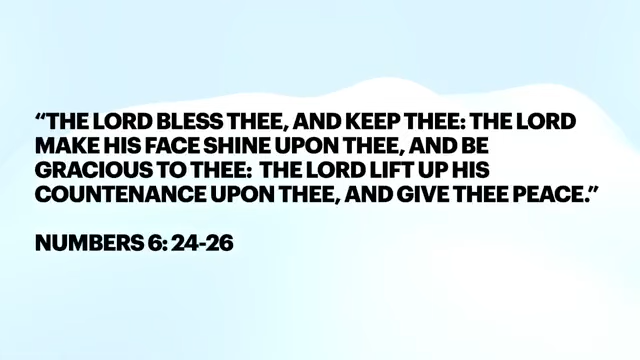 “THE LORD BLESS THEE, AND KEEP THEE: THE LORD
MAKE HIS FACE SHINE UPON THEE, AND BE
GRACIOUS TO THEE: THE LORD LIFT UP HIS
COUNTENANCE UPON THEE, AND GIVE THEE PEACE.”
NUMBERS 6: 24-26